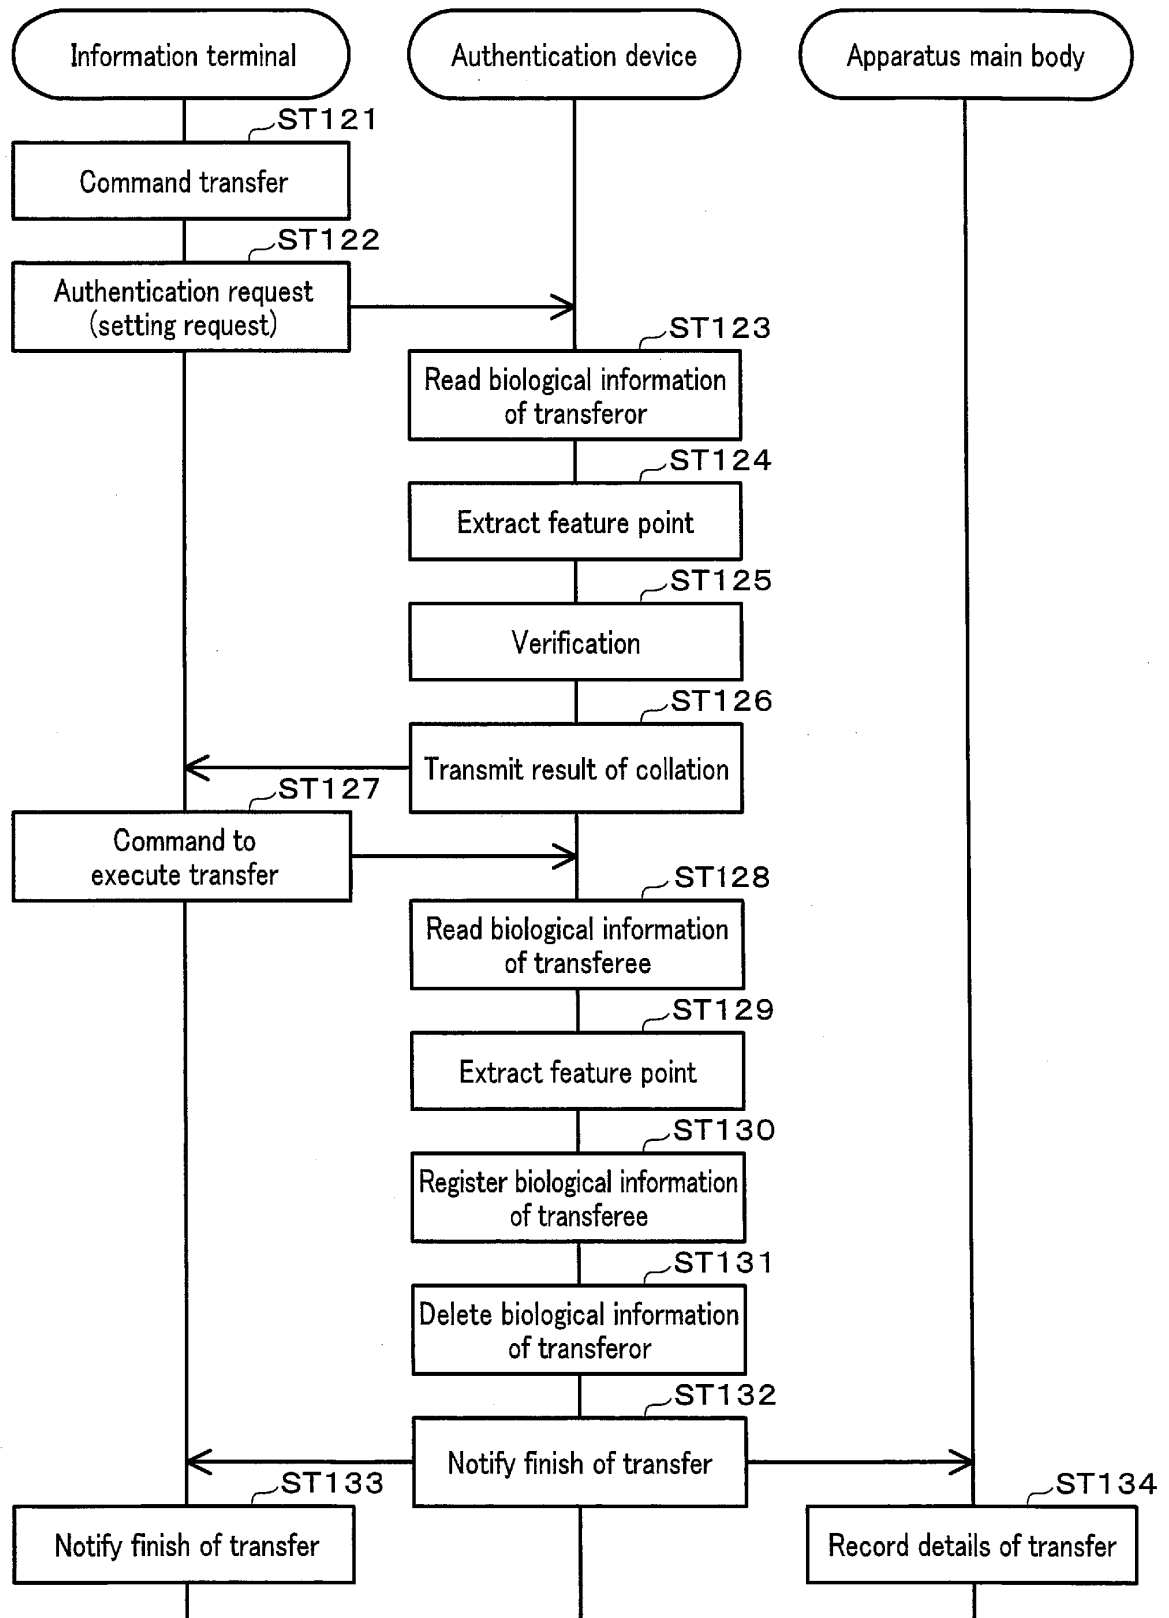 Information terminal
Authentication device
Apparatus main body
ST121
Command transfer
ST122
Authentication request
(setting request)
ST123
Read biological information
of transferor
ST124
Extract feature point
ST125
Verification
ST126
Transmit result of collation
ST127
Command to
execute transfer
ST128
Read biological information
of transferee
ST129
Extract feature point
ST130
Register biological information
of transferee
ST131
Delete biological information
of transferor
ST132
Notify finish of transfer
ST133
Notify finish of transfer
ST134
Record details of transfer